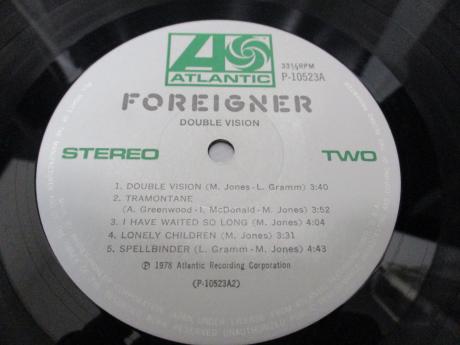 ATLANTIC
33⅓RPM
P-10523A
FOREIGNER
DOUBLE VISION
STEREO
TWO
1. DOUBLE VISION (M. Jones-L. Gramm) 3:40
2. TRAMONTANE
(A. Greenwood-I. McDonald-M. Jones) 3:52
3. I HAVE WAITED SO LONG (M. Jones) 4:04
4. LONELY CHILDREN (M. Jones) 3:31
5. SPELLBINDER (L. Gramm-M. Jones) 4:43
Ⓟ 1978 Atlantic Recording Corporation
(P-10523A2)